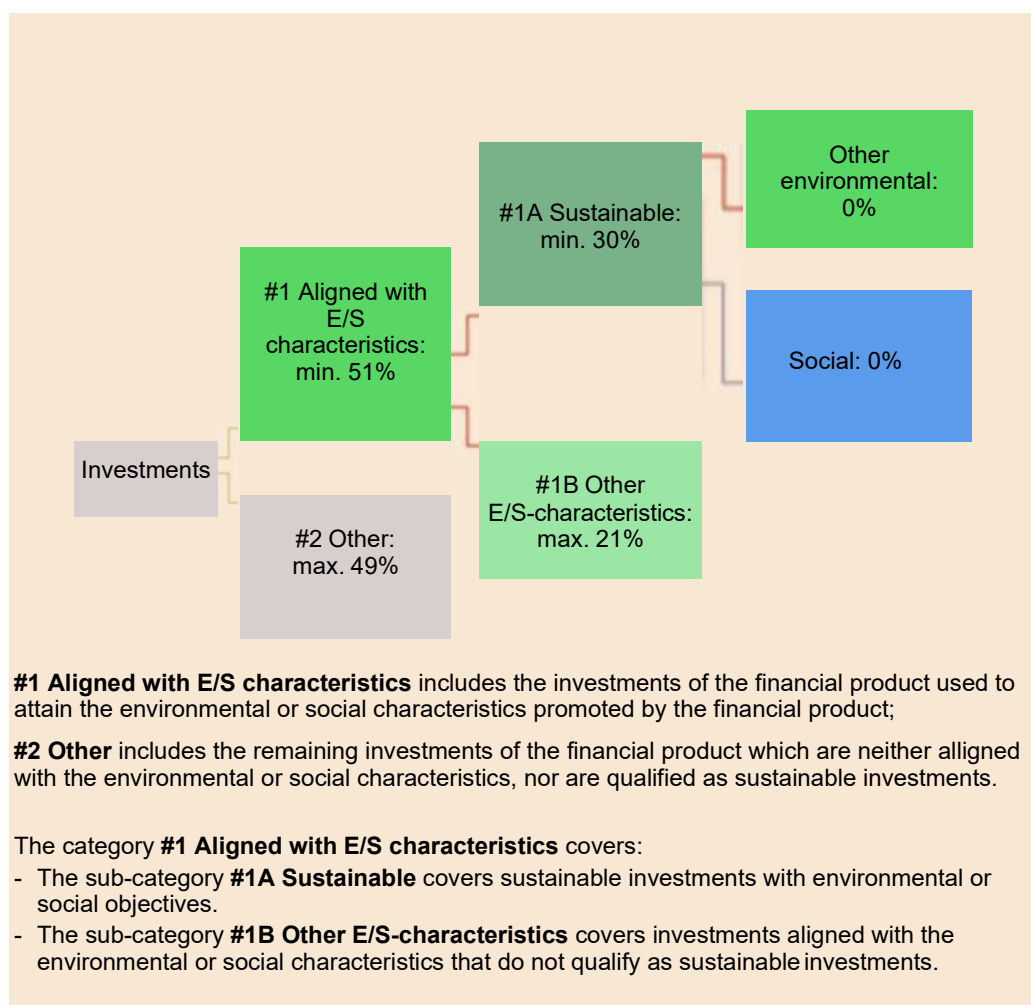 Other
environmental:
0%
#1A Sustainable:
min. 30%
#1 Aligned with
E/S
characteristics:
min. 51%
Social: 0%
Investments
#1B Other
E/S-characteristics:
max. 21%
#2 Other:
max. 49%
#1 Aligned with E/S characteristics includes the investments of the financial product used to
attain the environmental or social characteristics promoted by the financial product;
#2 Other includes the remaining investments of the financial product which are neither alligned
with the environmental or social characteristics, nor are qualified as sustainable investments.
The category #1 Aligned with E/S characteristics covers:
- The sub-category #1A Sustainable covers sustainable investments with environmental or
social objectives.
- The sub-category #1B Other E/S-characteristics covers investments aligned with the
environmental or social characteristics that do not qualify as sustainable investments.